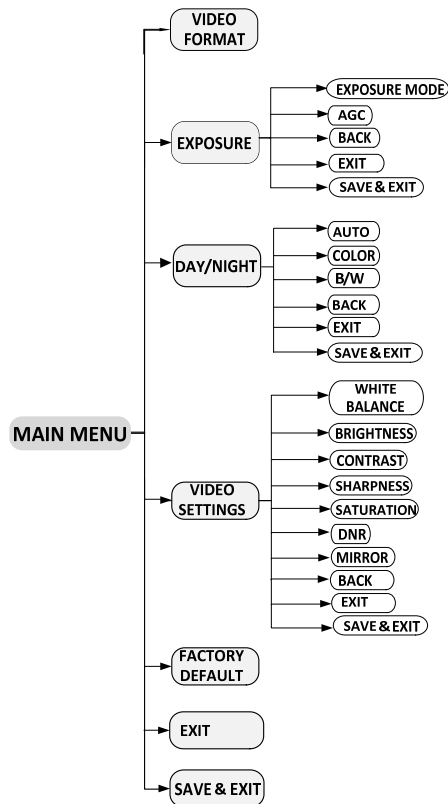 VIDEO
FORMAT
EXPOSURE MODE
AGC
EXPOSURE
BACK
EXIT
SAVE & EXIT
AUTO
COLOR
DAY/NIGHT
B/W
BACK
EXIT
SAVE & EXIT
WHITE
BALANCE
MAIN MENU
BRIGHTNESS
CONTRAST
SHARPNESS
VIDEO
SETTINGS
SATURATION
DNR
MIRROR
BACK
EXIT
SAVE & EXIT
FACTORY
DEFAULT
EXIT
SAVE & EXIT